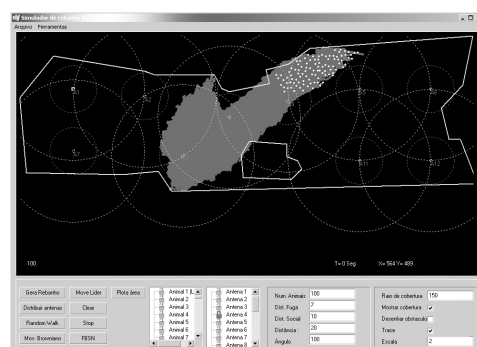 Simulador de rebanho
Arquivo Ferramentas
100 T= 0 Seg X= 564 Y= 489
Gera Rebanho Move Lider Plota área
Distribuir antenas Clear
Random Walk Stop
Mov. Browniano FBSN
Animal 1 (L
Animal 2
Animal 3
Animal 4
Animal 5
Animal 6
Animal 7
Antena 1
Antena 2
Antena 3
Antena 4
Antena 5
Antena 6
Antena 7
Antena 8
Num. Animais 100
Dist. Fuga 7
Dist. Social 10
Distância : 20
Ângulo 100
Raio de cobertura 150
Mostrar cobertura
Desenhar obstaculo
Trace
Escala 2